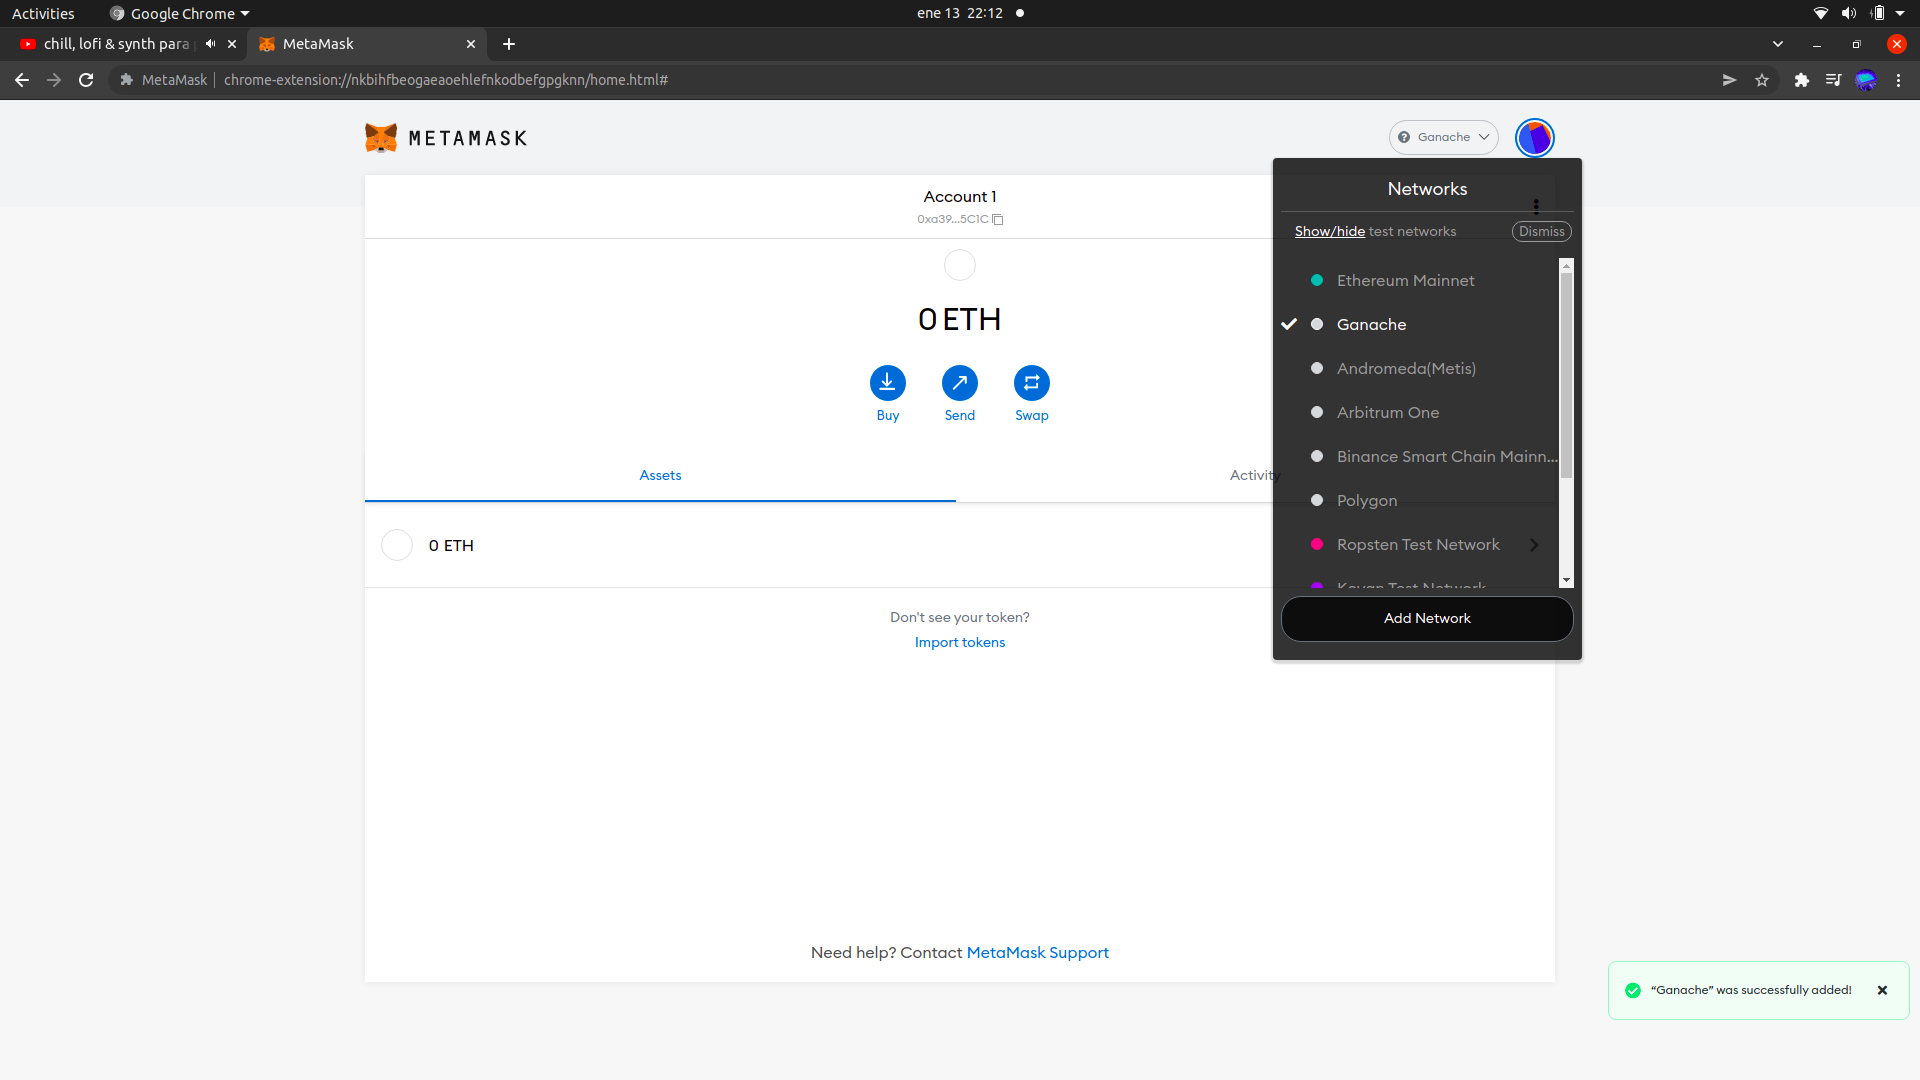 Activities
Google Chrome
ene 13 22:12
chill, lofi & synth para
MetaMask
MetaMask
chrome-extension://nkbihfbeogaeaoehlefnkodbefgpgknn/home.html#
METAMASK
Ganache
Account 1
0xa39...5C1C
0 ETH
Buy
Send
Swap
Assets
Activity
0 ETH
Don't see your token?
Import tokens
Need help? Contact MetaMask Support
Networks
Show/hide test networks
Dismiss
Ethereum Mainnet
Ganache
Andromeda(Metis)
Arbitrum One
Binance Smart Chain Mainn...
Polygon
Ropsten Test Network
Kovan Test Network
Add Network
“Ganache” was successfully added!